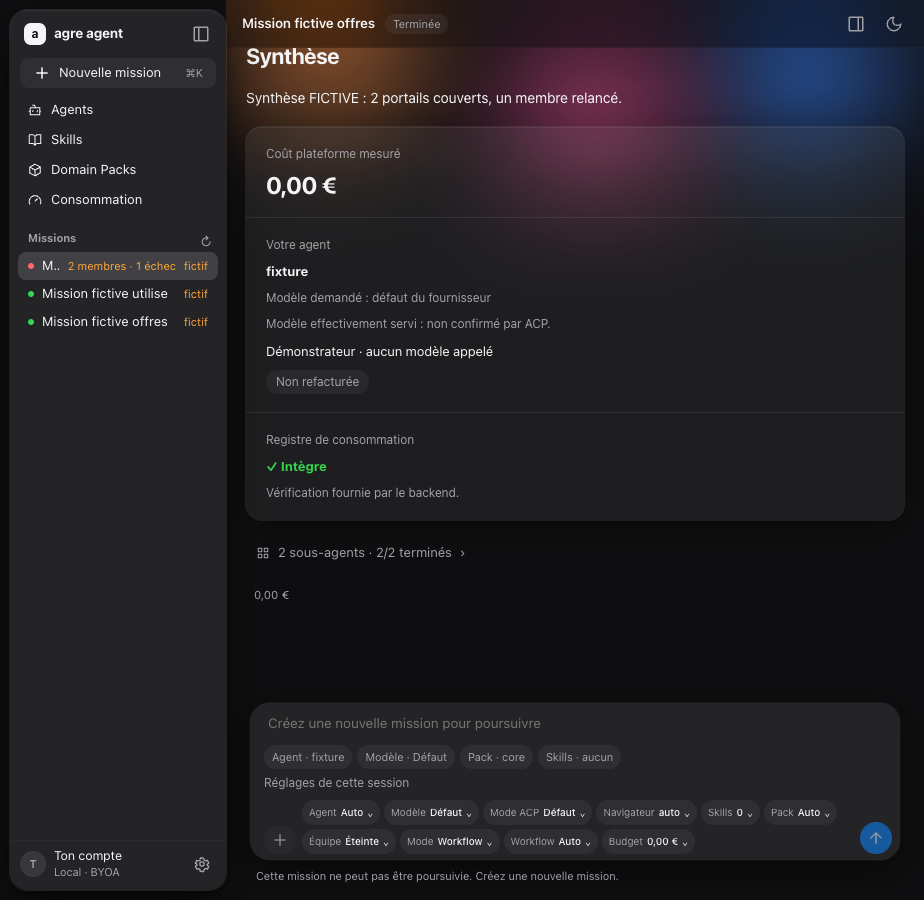 a agre agent
Nouvelle mission ⌘K
Agents
Skills
Domain Packs
Consommation
Missions
M.. 2 membres · 1 échec fictif
Mission fictive utilise fictif
Mission fictive offres fictif
T Ton compte
Local · BYOA
Mission fictive offres Terminée
Synthèse
Synthèse FICTIVE : 2 portails couverts, un membre relancé.
Coût plateforme mesuré
0,00 €
Votre agent
fixture
Modèle demandé : défaut du fournisseur
Modèle effectivement servi : non confirmé par ACP.
Démonstrateur · aucun modèle appelé
Non refacturée
Registre de consommation
✓ Intègre
Vérification fournie par le backend.
2 sous-agents · 2/2 terminés ›
0,00 €
Créez une nouvelle mission pour poursuivre
Agent · fixture Modèle · Défaut Pack · core Skills · aucun
Réglages de cette session
Agent Auto Modèle Défaut Mode ACP Défaut Navigateur auto Skills 0 Pack Auto
Équipe Éteinte Mode Workflow Workflow Auto Budget 0,00 €
Cette mission ne peut pas être poursuivie. Créez une nouvelle mission.